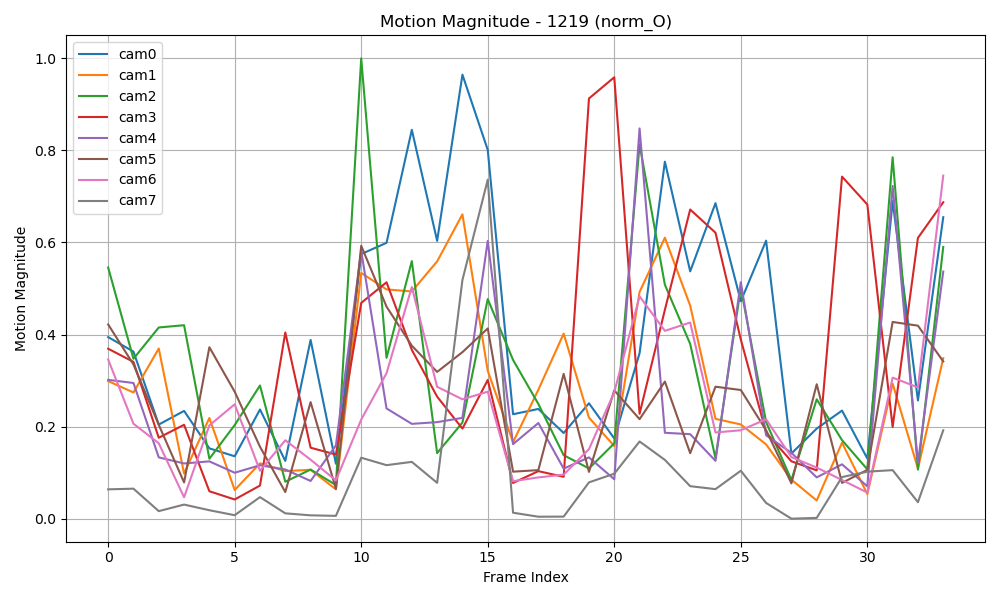 Motion Magnitude - 1219 (norm_O)
cam0
cam1
cam2
cam3
cam4
cam5
cam6
cam7
Motion Magnitude
1.0
0.8
0.6
0.4
0.2
0.0
0 5 10 15 20 25 30
Frame Index